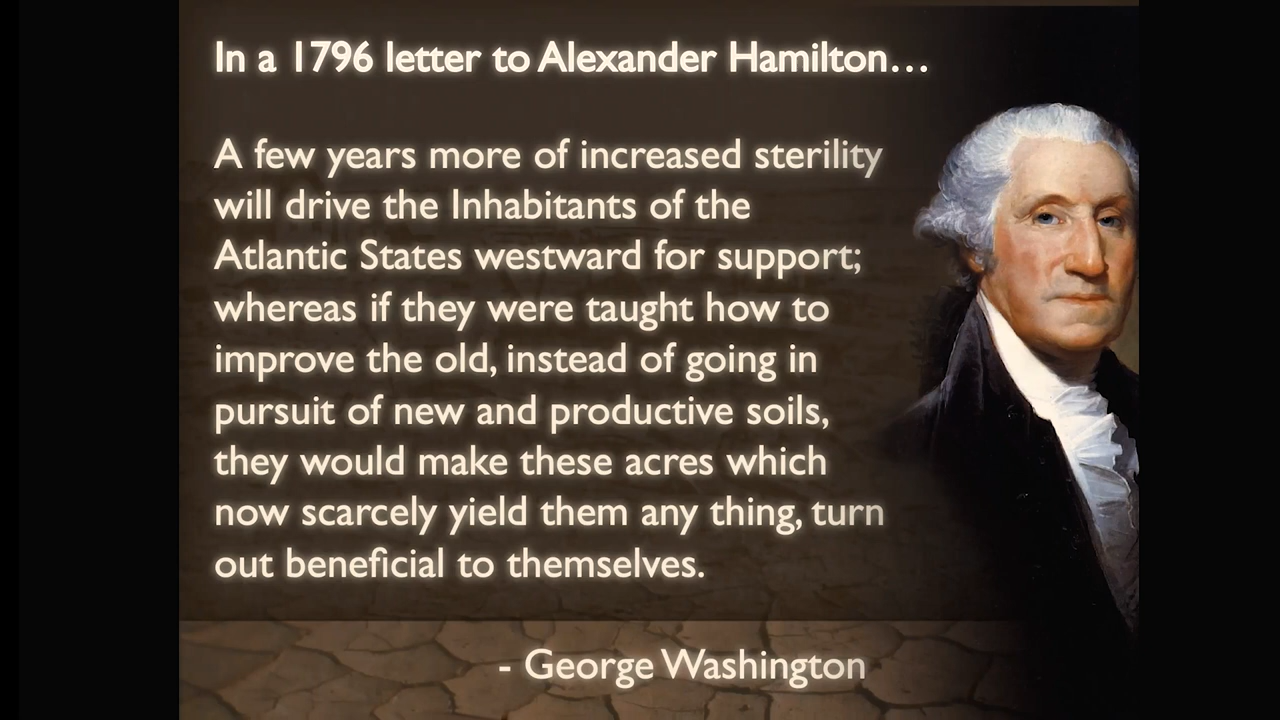 In a 1796 letter to Alexander Hamilton...
A few years more of increased sterility
will drive the Inhabitants of the
Atlantic States westward for support;
whereas if they were taught how to
improve the old, instead of going in
pursuit of new and productive soils,
they would make these acres which
now scarcely yield them any thing, turn
out beneficial to themselves.
- George Washington